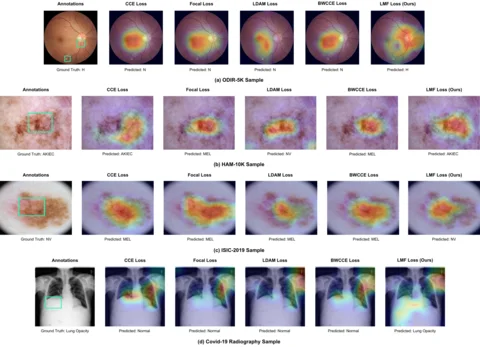 Annotations CCE Loss Focal Loss LDAM Loss BWCCE Loss LMF Loss (Ours)
Ground Truth: H Predicted: N Predicted: N Predicted: N Predicted: N Predicted: H
(a) ODIR-5K Sample
Annotations CCE Loss Focal Loss LDAM Loss BWCCE Loss LMF Loss (Ours)
Ground Truth: AKIEC Predicted: AKIEC Predicted: MEL Predicted: NV Predicted: MEL Predicted: AKIEC
(b) HAM-10K Sample
Annotations CCE Loss Focal Loss LDAM Loss BWCCE Loss LMF Loss (Ours)
Ground Truth: NV Predicted: MEL Predicted: MEL Predicted: MEL Predicted: MEL Predicted: NV
(c) ISIC-2019 Sample
Annotations CCE Loss Focal Loss LDAM Loss BWCCE Loss LMF Loss (Ours)
Ground Truth: Lung Opacity Predicted: Normal Predicted: Normal Predicted: Normal Predicted: Normal Predicted: Lung Opacity
(d) Covid-19 Radiography Sample